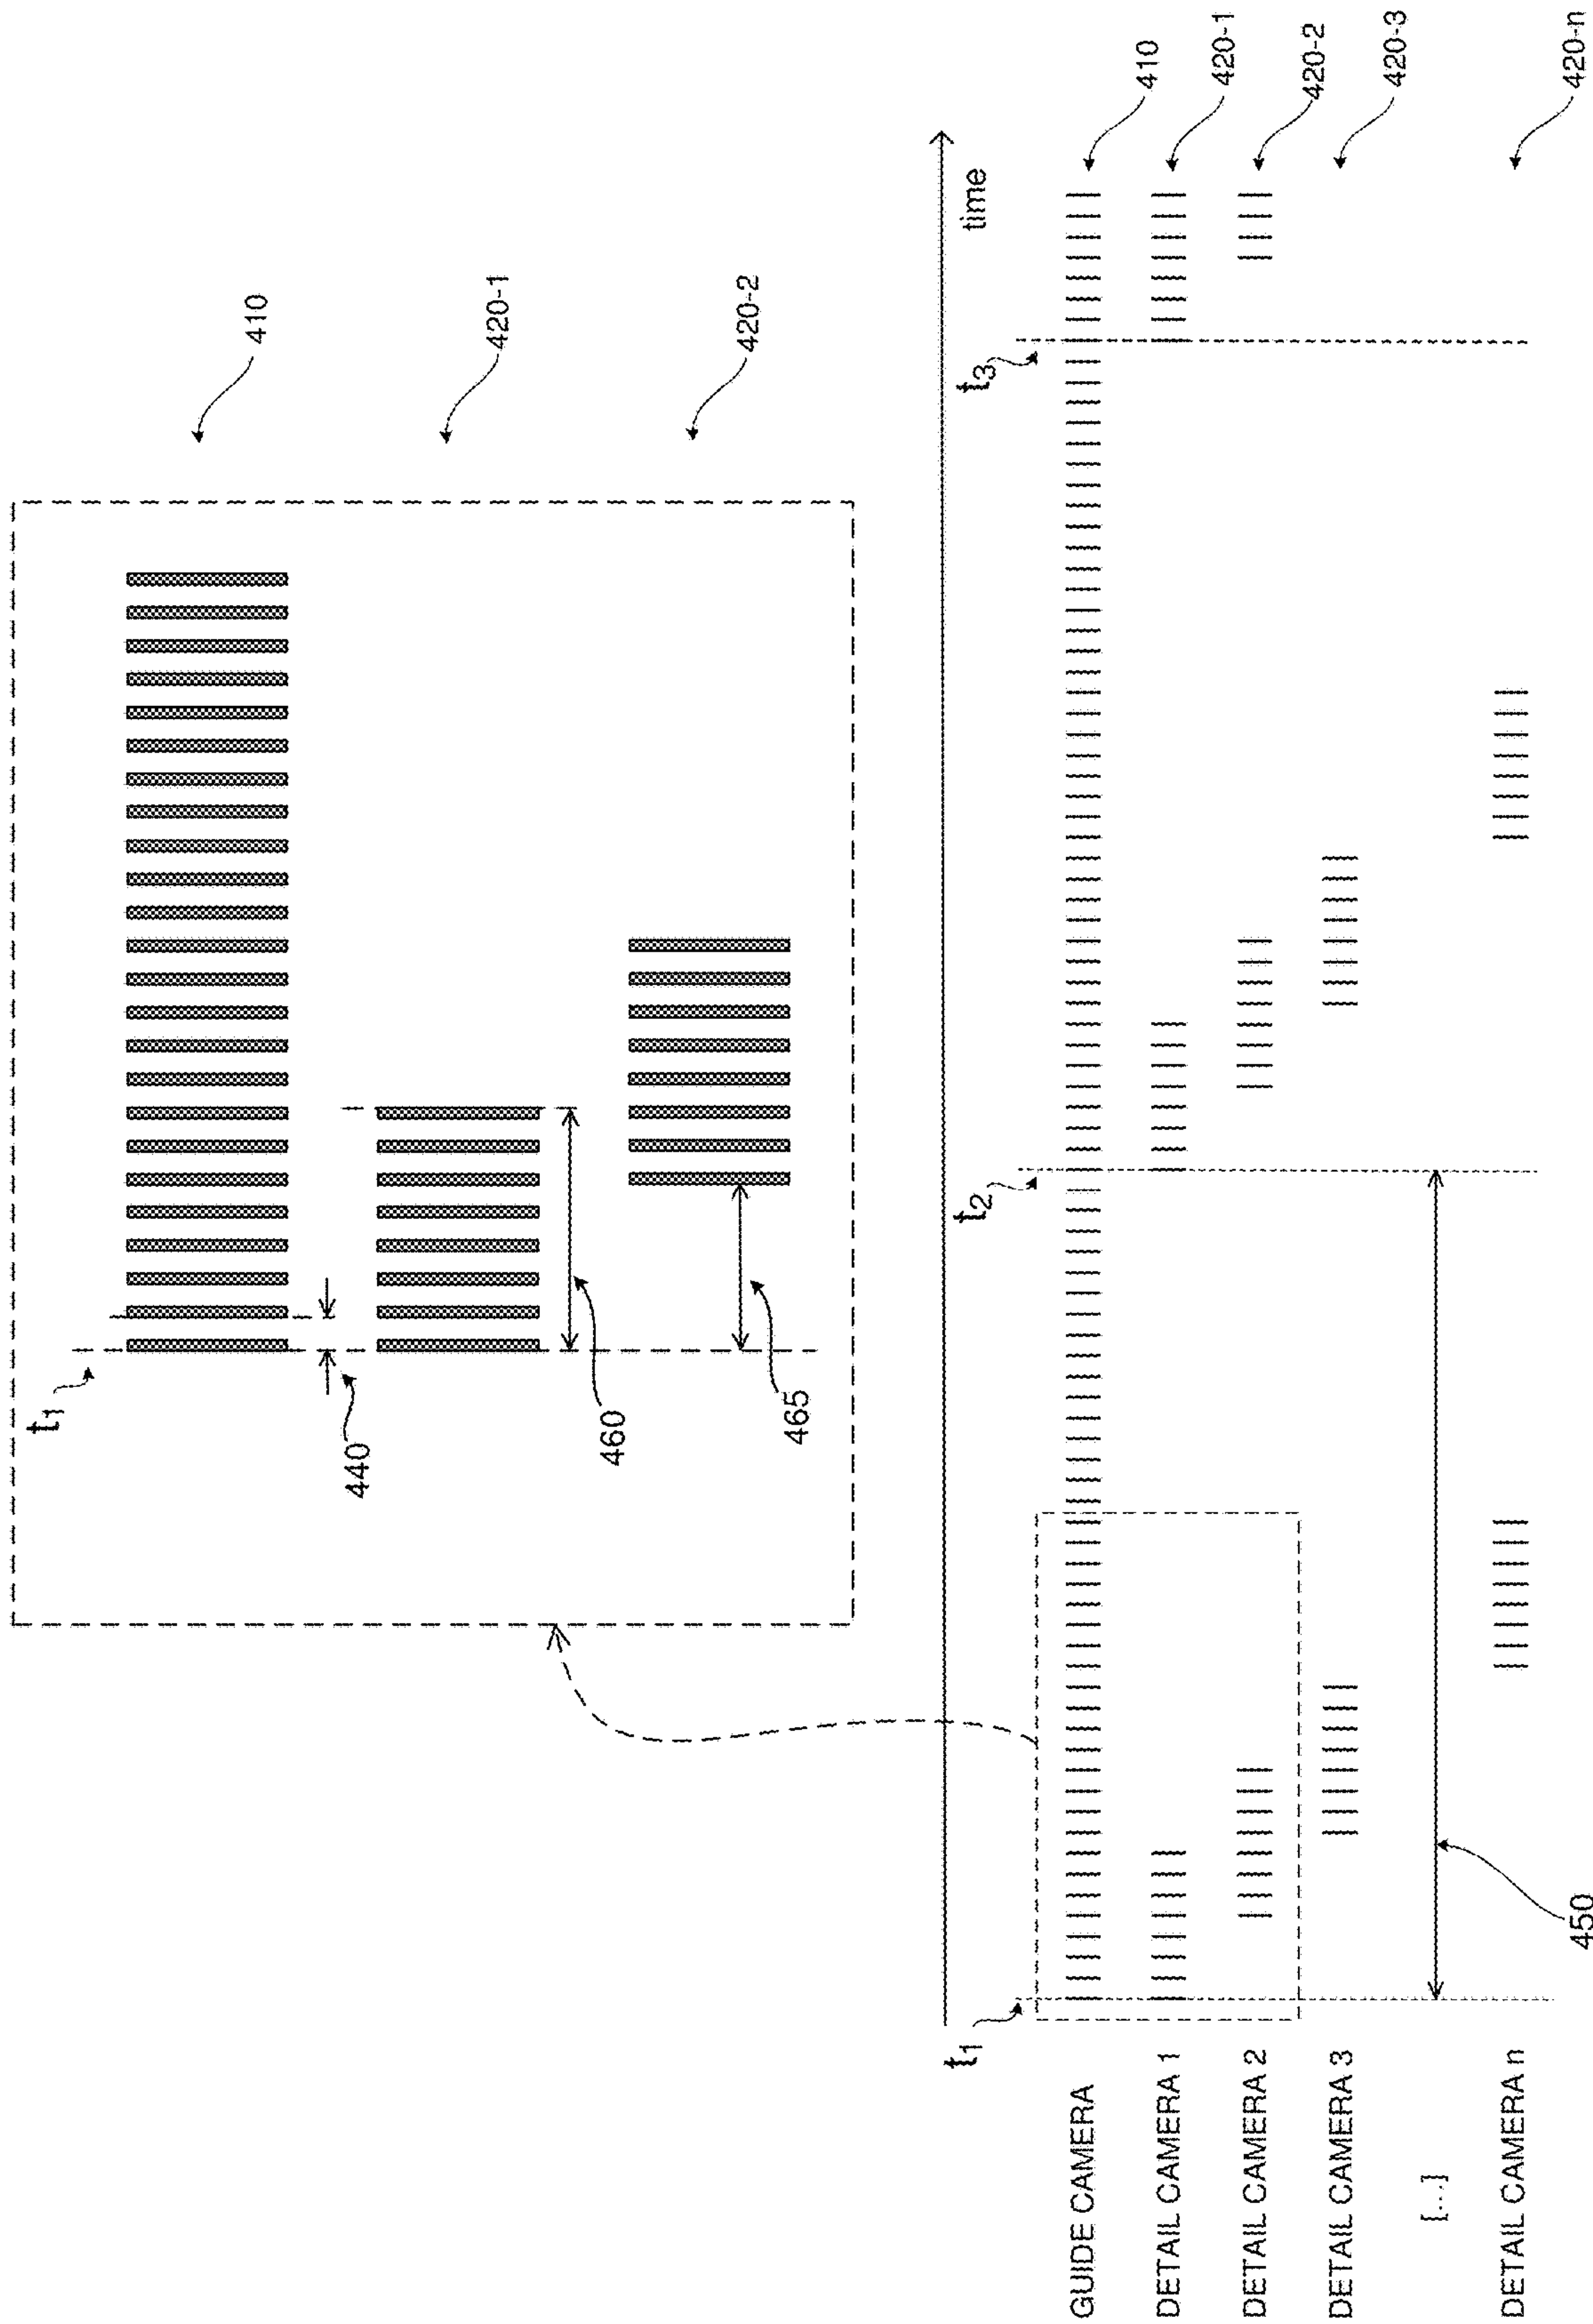 410
420-1
420-2
t1
440
460
465
time
t1
t2
t3
GUIDE CAMERA
410
DETAIL CAMERA 1
420-1
DETAIL CAMERA 2
420-2
DETAIL CAMERA 3
420-3
[...]
450
DETAIL CAMERA n
420-n